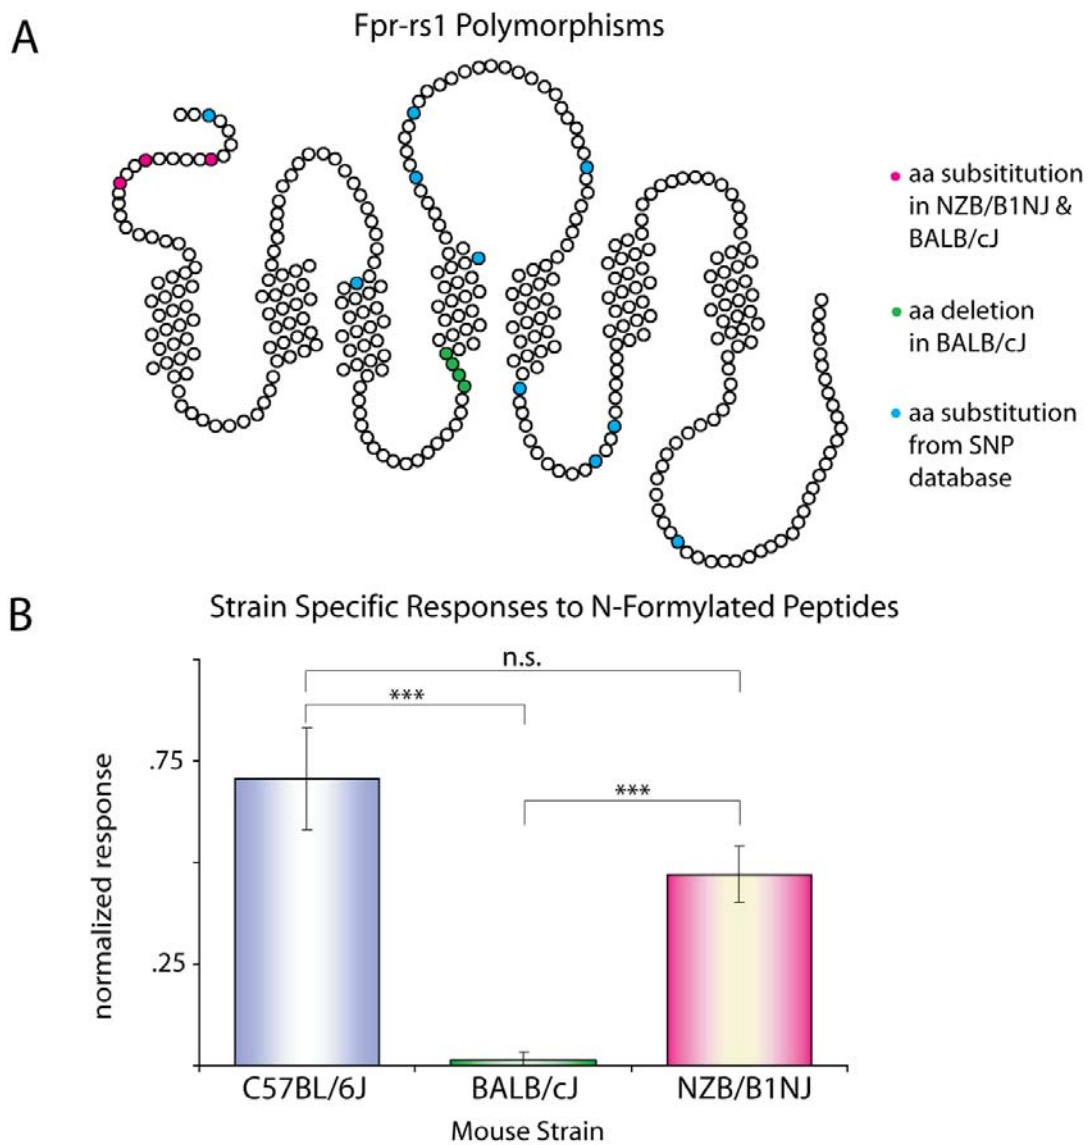 A
Fpr-rs1 Polymorphisms
aa subsititution
in NZB/B1NJ &
BALB/cJ
aa deletion
in BALB/cJ
aa substitution
from SNP
database
B
Strain Specific Responses to N-Formylated Peptides
n.s.
***
***
.75
.25
normalized response
C57BL/6J
BALB/cJ
NZB/B1NJ
Mouse Strain